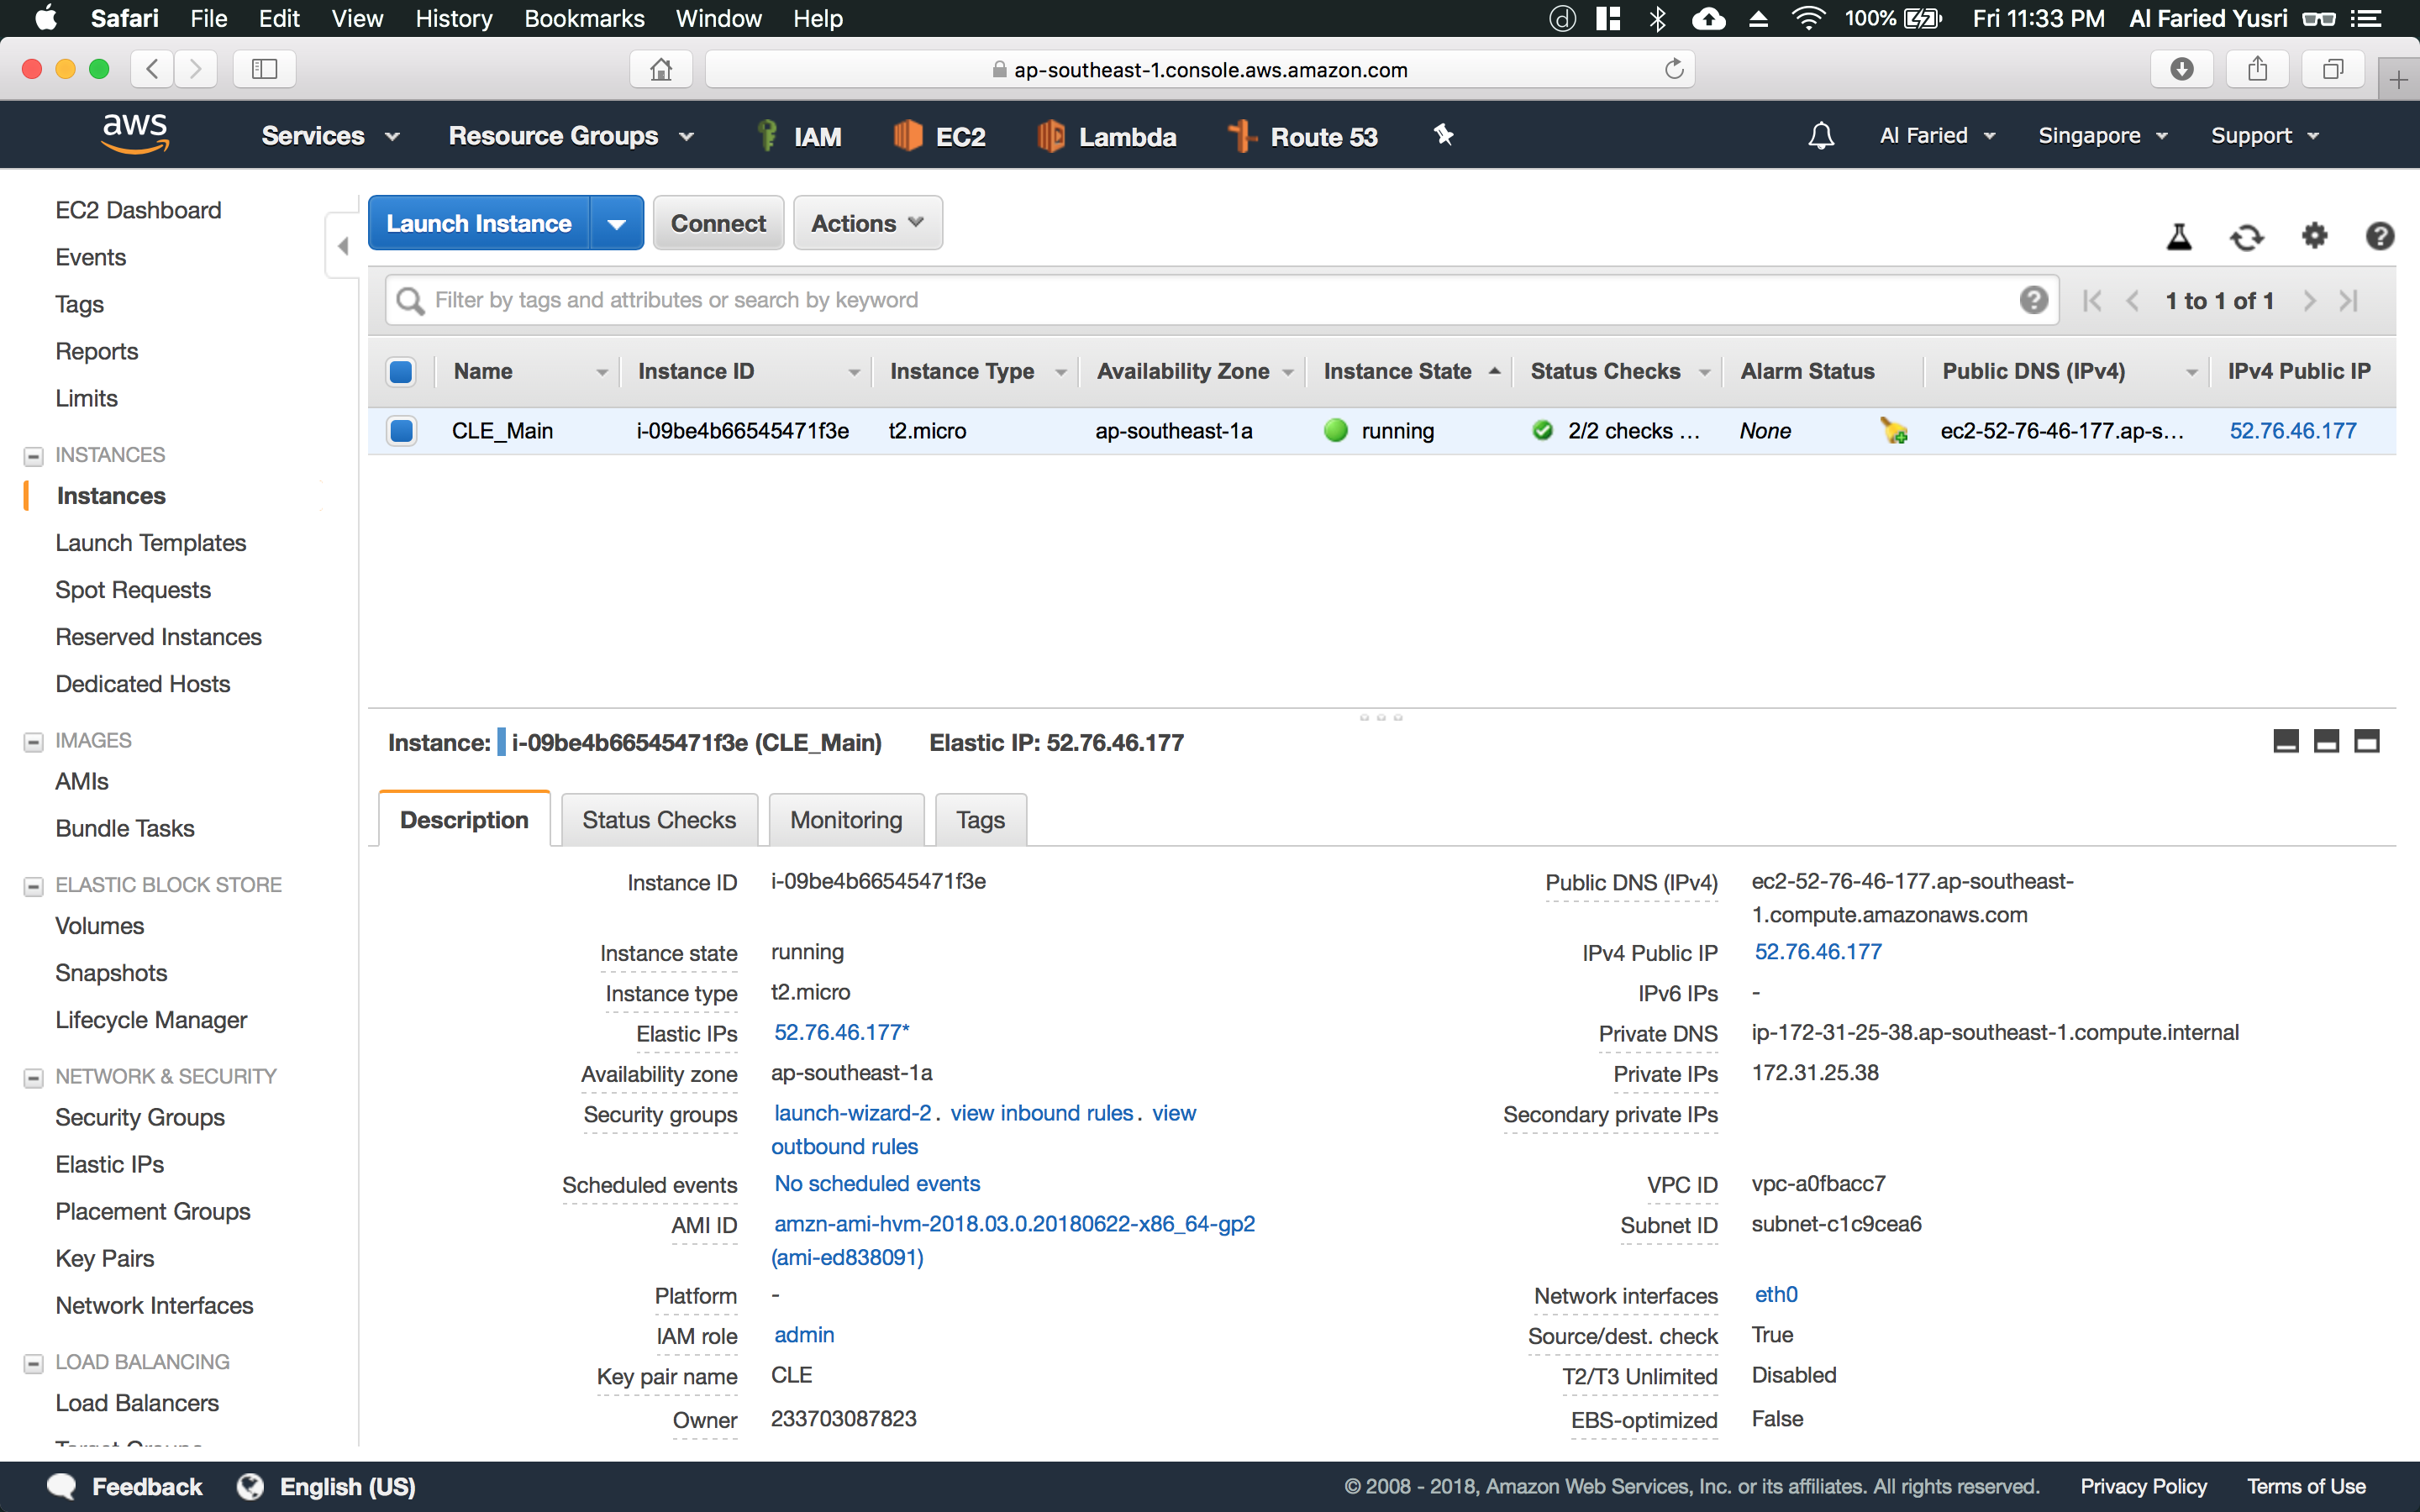 Safari File Edit View History Bookmarks Window Help 100% Fri 11:33 PM Al Faried Yusri
ap-southeast-1.console.aws.amazon.com
aws Services Resource Groups IAM EC2 Lambda Route 53 Al Faried Singapore Support
EC2 Dashboard
Events
Tags
Reports
Limits
INSTANCES
Instances
Launch Templates
Spot Requests
Reserved Instances
Dedicated Hosts
IMAGES
AMIs
Bundle Tasks
ELASTIC BLOCK STORE
Volumes
Snapshots
Lifecycle Manager
NETWORK & SECURITY
Security Groups
Elastic IPs
Placement Groups
Key Pairs
Network Interfaces
LOAD BALANCING
Load Balancers
Launch Instance Connect Actions
Filter by tags and attributes or search by keyword 1 to 1 of 1
Name Instance ID Instance Type Availability Zone Instance State Status Checks Alarm Status Public DNS (IPv4) IPv4 Public IP
CLE_Main i-09be4b66545471f3e t2.micro ap-southeast-1a running 2/2 checks ... None ec2-52-76-46-177.ap-s... 52.76.46.177
Instance: i-09be4b66545471f3e (CLE_Main) Elastic IP: 52.76.46.177
Description Status Checks Monitoring Tags
Instance ID i-09be4b66545471f3e
Instance state running
Instance type t2.micro
Elastic IPs 52.76.46.177*
Availability zone ap-southeast-1a
Security groups launch-wizard-2. view inbound rules. view
outbound rules
Scheduled events No scheduled events
AMI ID amzn-ami-hvm-2018.03.0.20180622-x86_64-gp2
(ami-ed838091)
Platform -
IAM role admin
Key pair name CLE
Owner 233703087823
Public DNS (IPv4) ec2-52-76-46-177.ap-southeast-
1.compute.amazonaws.com
IPv4 Public IP 52.76.46.177
IPv6 IPs -
Private DNS ip-172-31-25-38.ap-southeast-1.compute.internal
Private IPs 172.31.25.38
Secondary private IPs
VPC ID vpc-a0fbacc7
Subnet ID subnet-c1c9cea6
Network interfaces eth0
Source/dest. check True
T2/T3 Unlimited Disabled
EBS-optimized False
Feedback English (US) © 2008 - 2018, Amazon Web Services, Inc. or its affiliates. All rights reserved. Privacy Policy Terms of Use